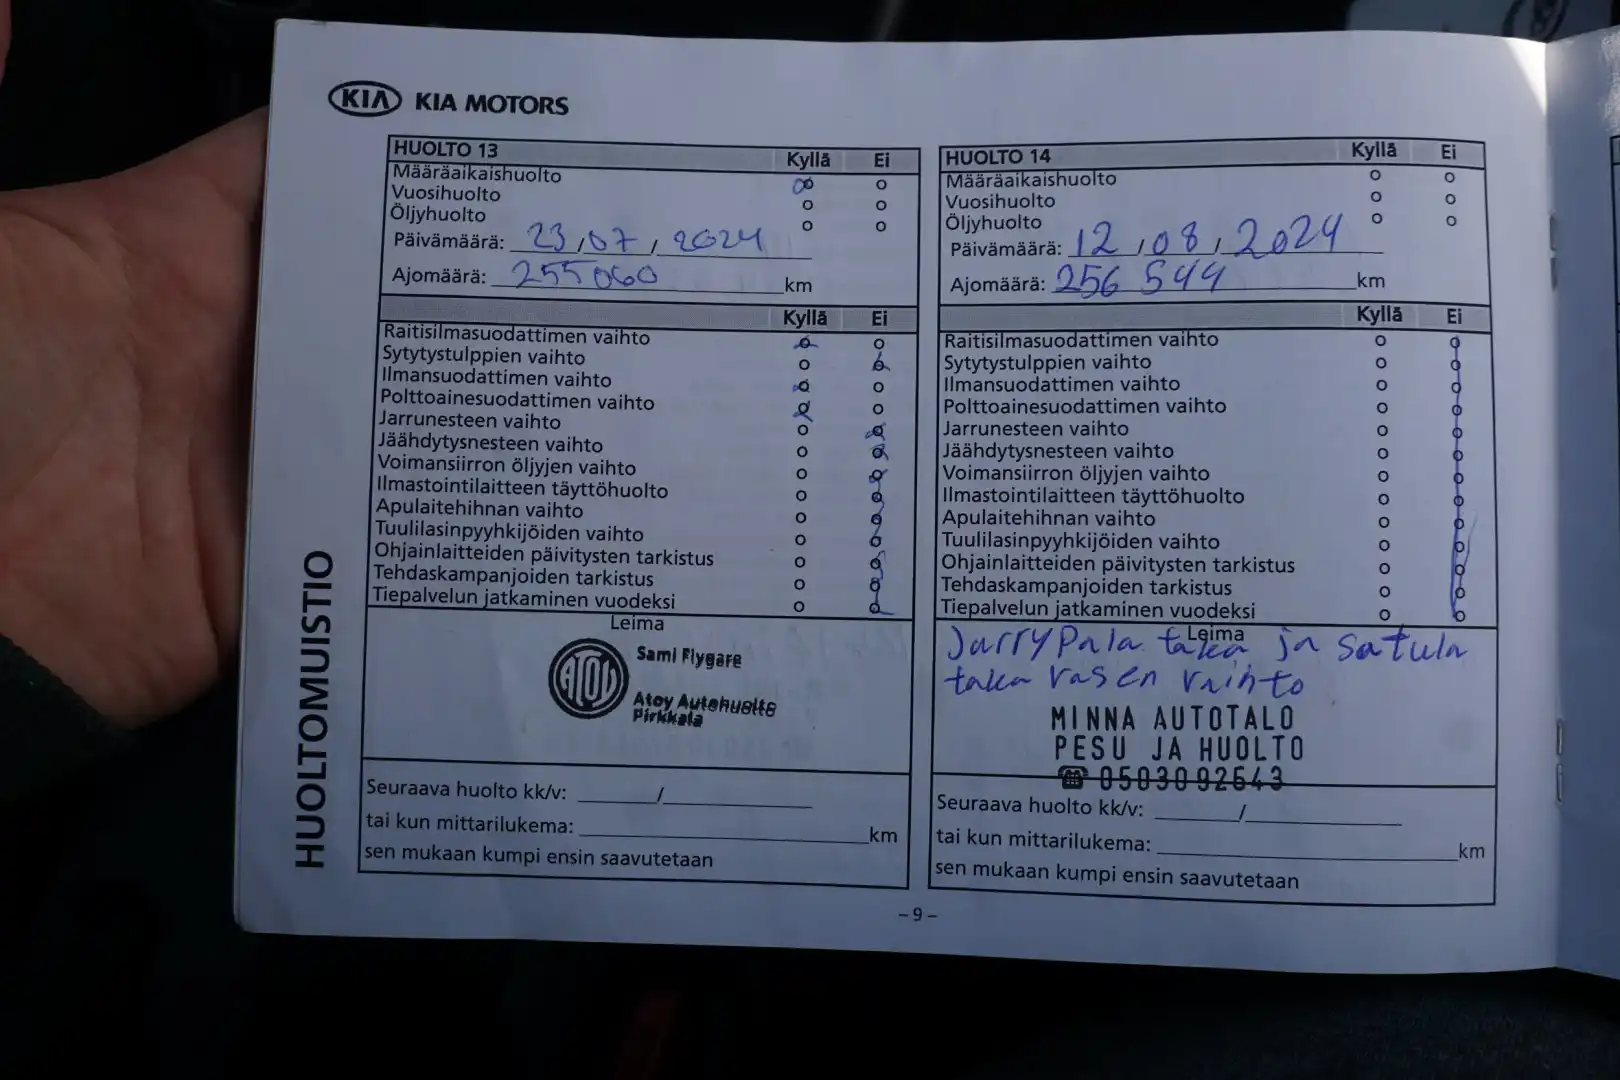 KIA KIA MOTORS
HUOLTO 13 Kyllä Ei
Määräaikaishuolto
Vuosihuolto
Öljyhuolto
Päivämäärä: 23/07/2024
Ajomäärä: 255060 km
Kyllä Ei
Raitisilmasuodattimen vaihto
Sytytystulppien vaihto
Ilmansuodattimen vaihto
Polttoainesuodattimen vaihto
Jarrunesteen vaihto
Jäähdytysnesteen vaihto
Voimansiirron öljyjen vaihto
Ilmastointilaitteen täyttöhuolto
Apulaitehihnan vaihto
Tuulilasinpyyhkijöiden vaihto
Ohjainlaitteiden päivitysten tarkistus
Tehdaskampanjoiden tarkistus
Tiepalvelun jatkaminen vuodeksi
Leima
ATOY
Sami Flygare
Atoy Autohuolto
Pirkkala
Seuraava huolto kk/v: /
tai kun mittarilukema: km
sen mukaan kumpi ensin saavutetaan
HUOLTO 14 Kyllä Ei
Määräaikaishuolto
Vuosihuolto
Öljyhuolto
Päivämäärä: 12/08/2024
Ajomäärä: 256 544 km
Kyllä Ei
Raitisilmasuodattimen vaihto
Sytytystulppien vaihto
Ilmansuodattimen vaihto
Polttoainesuodattimen vaihto
Jarrunesteen vaihto
Jäähdytysnesteen vaihto
Voimansiirron öljyjen vaihto
Ilmastointilaitteen täyttöhuolto
Apulaitehihnan vaihto
Tuulilasinpyyhkijöiden vaihto
Ohjainlaitteiden päivitysten tarkistus
Tehdaskampanjoiden tarkistus
Tiepalvelun jatkaminen vuodeksi
Leima
Jarrypala taka ja satula
taka vasen vaihto
MINNA AUTOTALO
PESU JA HUOLTO
☎ 0503092643
Seuraava huolto kk/v: /
tai kun mittarilukema: km
sen mukaan kumpi ensin saavutetaan
HUOLTOMUISTIO
–9–